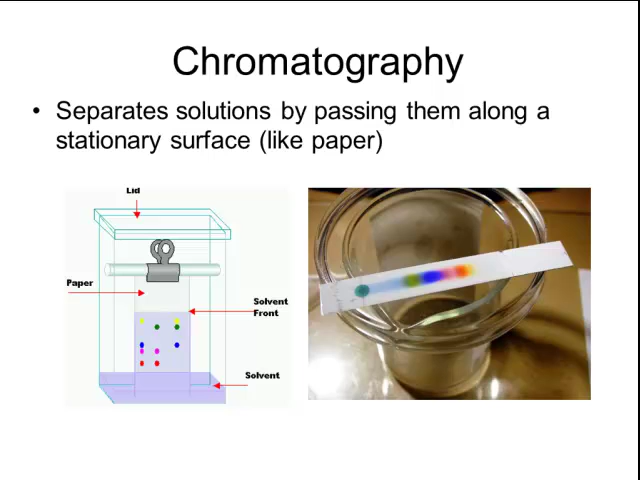 Chromatography
• Separates solutions by passing them along a
stationary surface (like paper)
Lid
Paper
Solvent
Front
Solvent